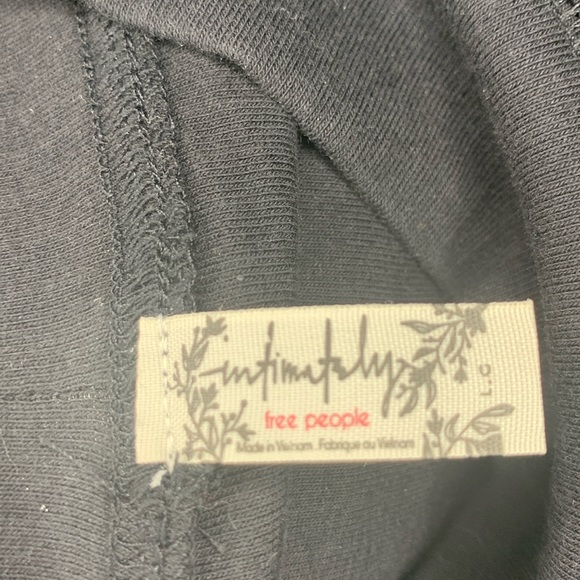 intimately
free people
Made in Vietnam Fabriqué au Vietnam
L.G